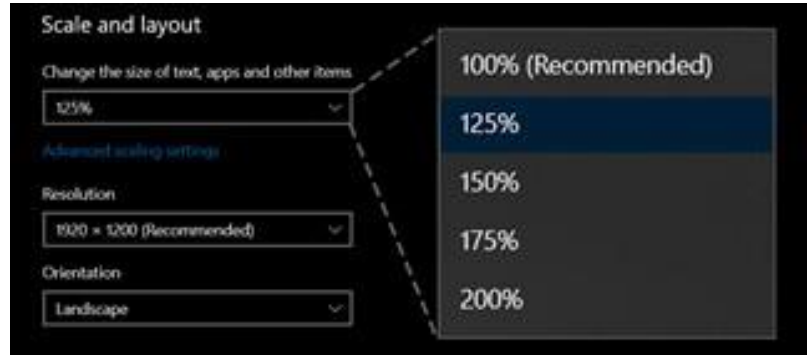 Scale and layout
Change the size of text, apps and other items
125%
Advanced scaling settings
Resolution
1920 × 1200 (Recommended)
Orientation
Landscape
100% (Recommended)
125%
150%
175%
200%